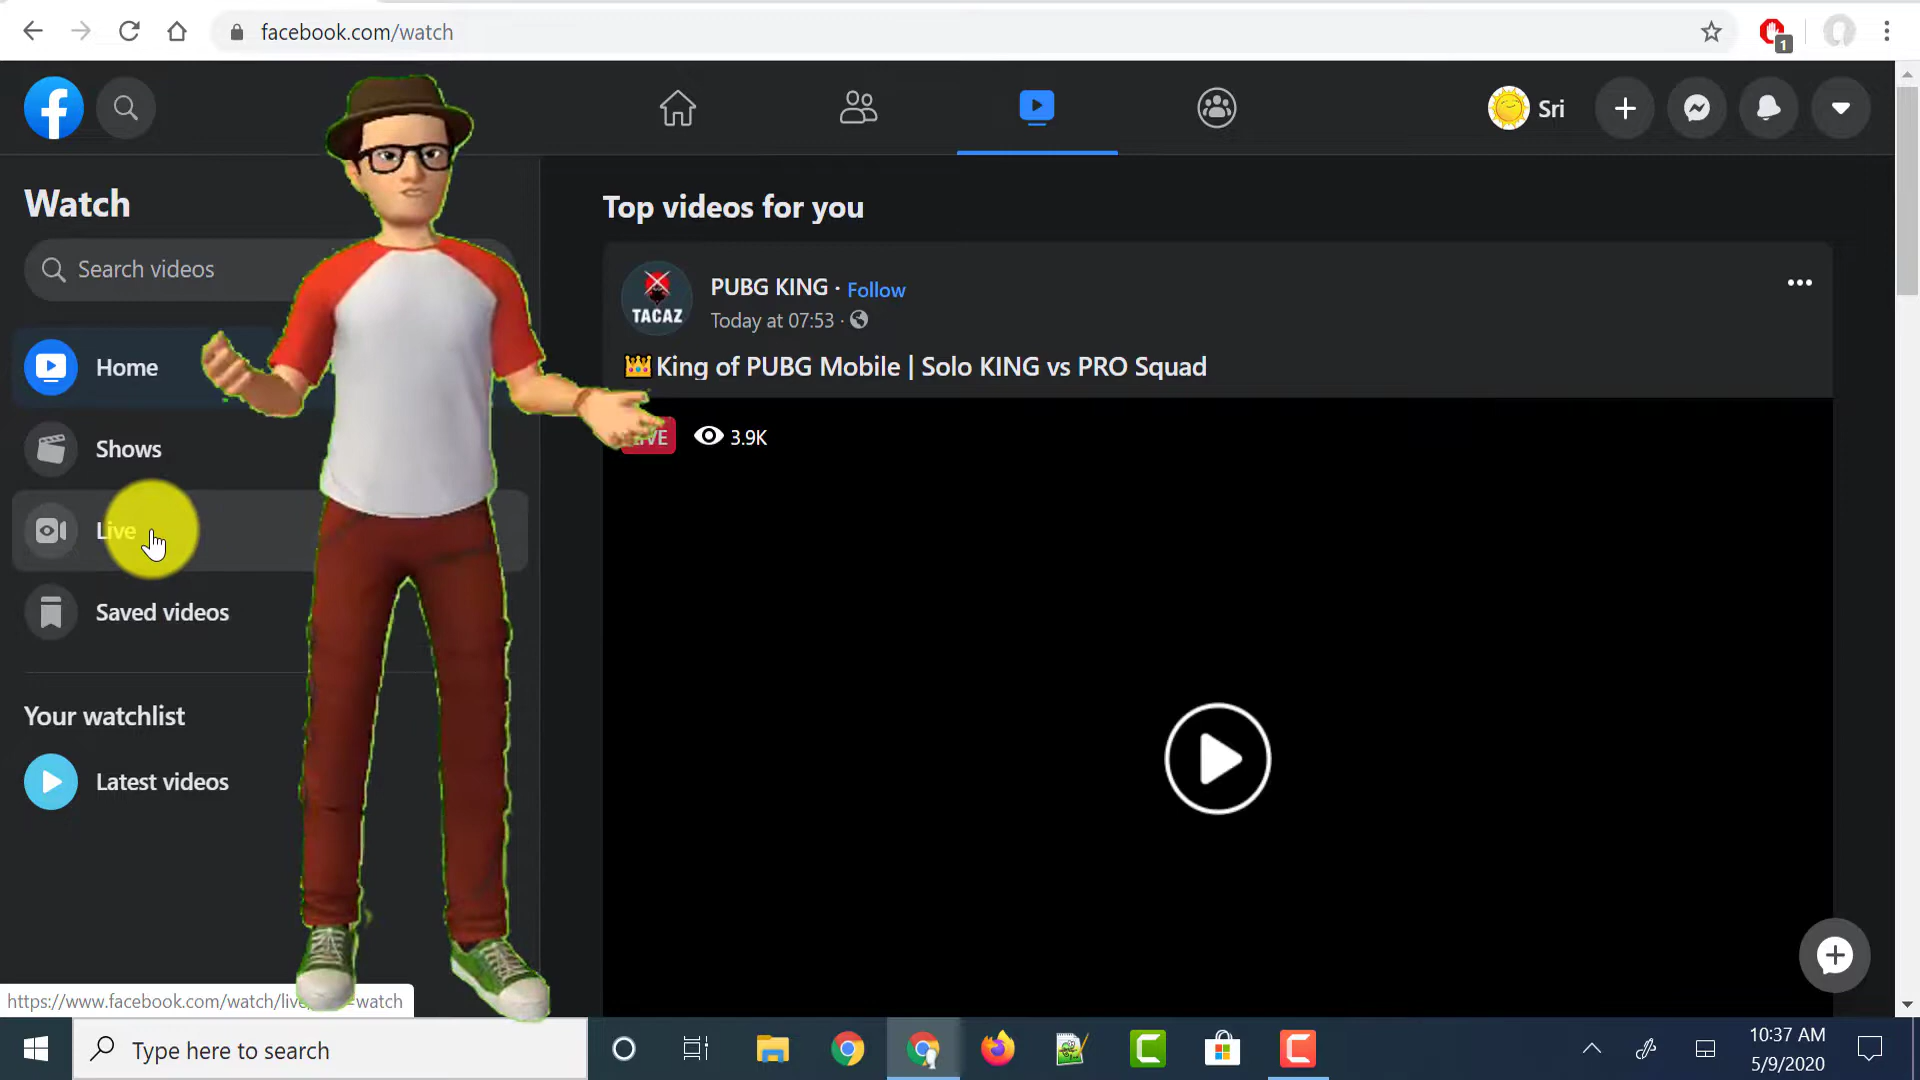 facebook.com/watch
1
Sri
Watch
Search videos
Home
Shows
Live
Saved videos
Your watchlist
Latest videos
Top videos for you
TACAZ
PUBG KING · Follow
Today at 07:53 ·
👑King of PUBG Mobile | Solo KING vs PRO Squad
LIVE
3.9K
https://www.facebook.com/watch/live =watch
Type here to search
10:37 AM
5/9/2020